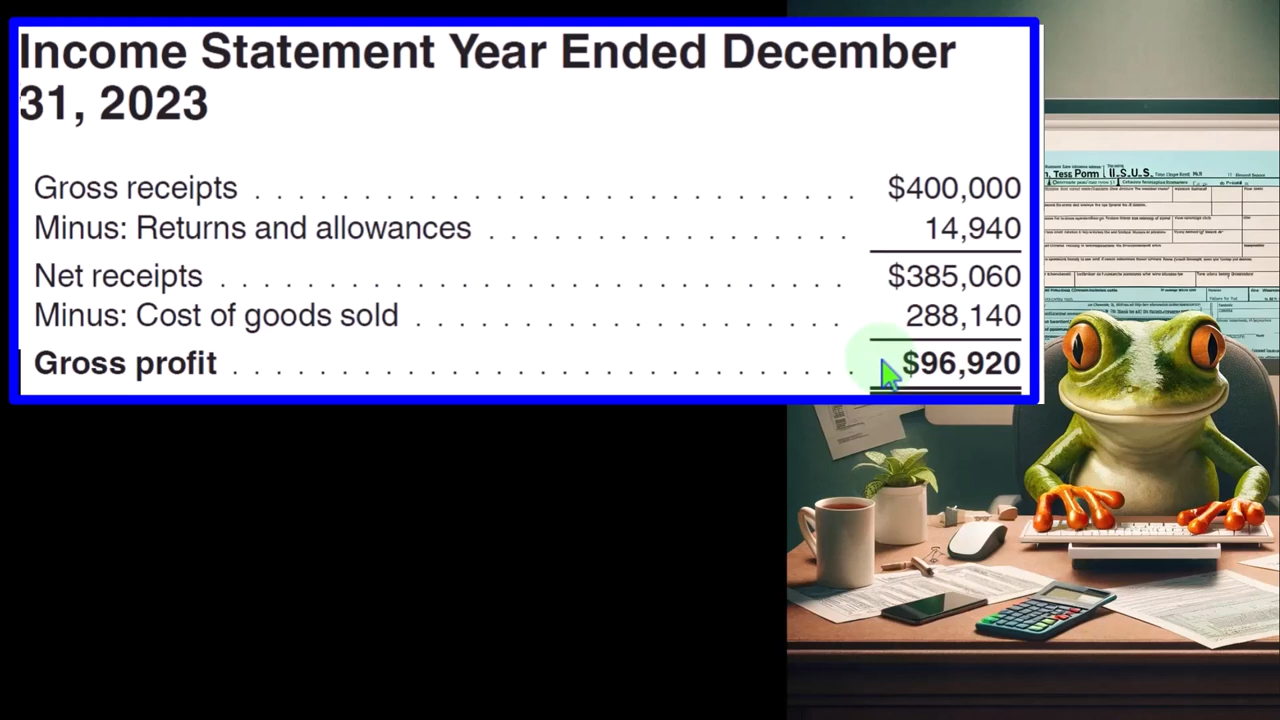 Income Statement Year Ended December
31, 2023
Gross receipts . . . . . . . . . . . . . . . . . . . . . . . . . . . . $400,000
Minus: Returns and allowances . . . . . . . . . . . . . . . . 14,940
Net receipts . . . . . . . . . . . . . . . . . . . . . . . . . . . . . $385,060
Minus: Cost of goods sold . . . . . . . . . . . . . . . . . . . 288,140
Gross profit . . . . . . . . . . . . . . . . . . . . . . . . . . . . . $96,920